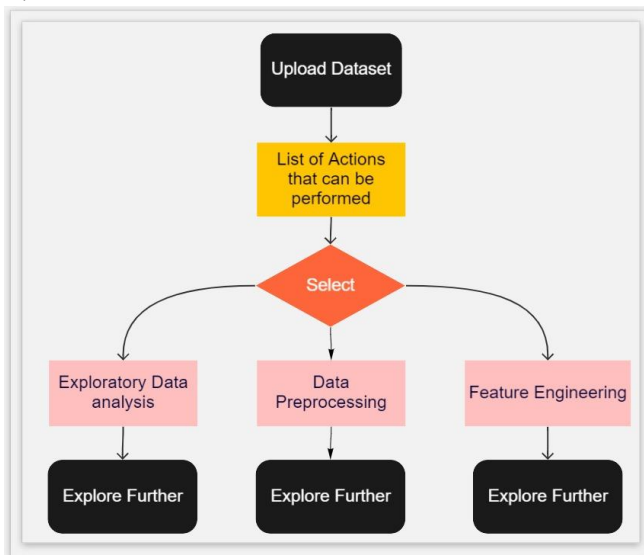 Upload Dataset
List of Actions
that can be
performed
Select
Exploratory Data
analysis
Data
Preprocessing
Feature Engineering
Explore Further
Explore Further
Explore Further